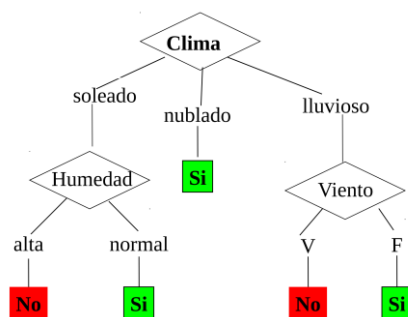 Clima
soleado
nublado
lluvioso
Si
Humedad
Viento
alta
normal
V
F
No
Si
No
Si